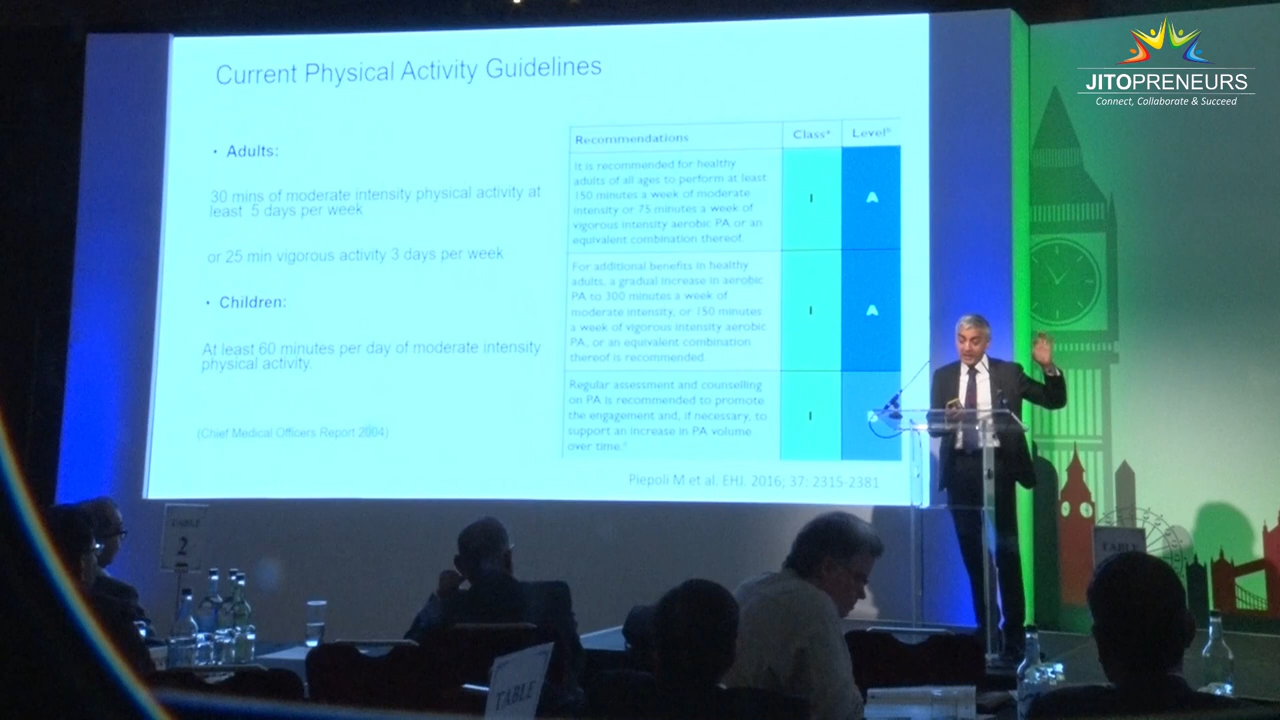 Current Physical Activity Guidelines
• Adults:
30 mins of moderate intensity physical activity at
least 5 days per week
or 25 min vigorous activity 3 days per week
• Children:
At least 60 minutes per day of moderate intensity
physical activity.
(Chief Medical Officers Report 2004)
Recommendations Classᵃ Levelᵇ
It is recommended for healthy
adults of all ages to perform at least
150 minutes a week of moderate
intensity or 75 minutes a week of
vigorous intensity aerobic PA or an
equivalent combination thereof.
I A
For additional benefits in healthy
adults, a gradual increase in aerobic
PA to 300 minutes a week of
moderate intensity, or 150 minutes
a week of vigorous intensity aerobic
PA, or an equivalent combination
thereof is recommended.
I A
Regular assessment and counselling
on PA is recommended to promote
the engagement and, if necessary, to
support an increase in PA volume
over time.
I
Piepoli M et al. EHJ. 2016; 37: 2315-2381
JITOPRENEURS
Connect, Collaborate & Succeed
TABLE
2
TABLE
TABLE